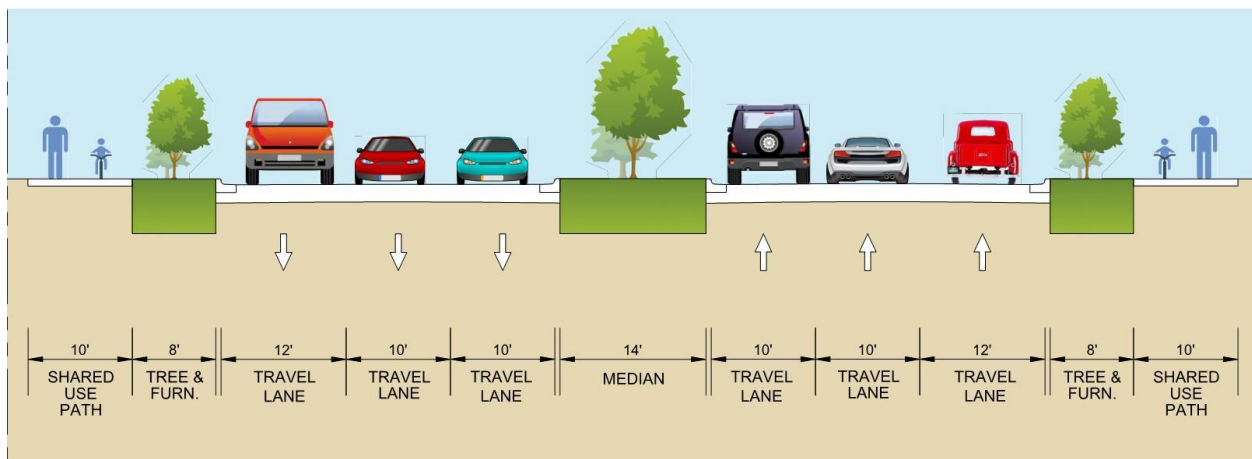 10' 8' 12' 10' 10' 14' 10' 10' 12' 8' 10'
SHARED TREE & TRAVEL TRAVEL TRAVEL MEDIAN TRAVEL TRAVEL TRAVEL TREE & SHARED
USE FURN. LANE LANE LANE LANE LANE LANE FURN. USE
PATH PATH